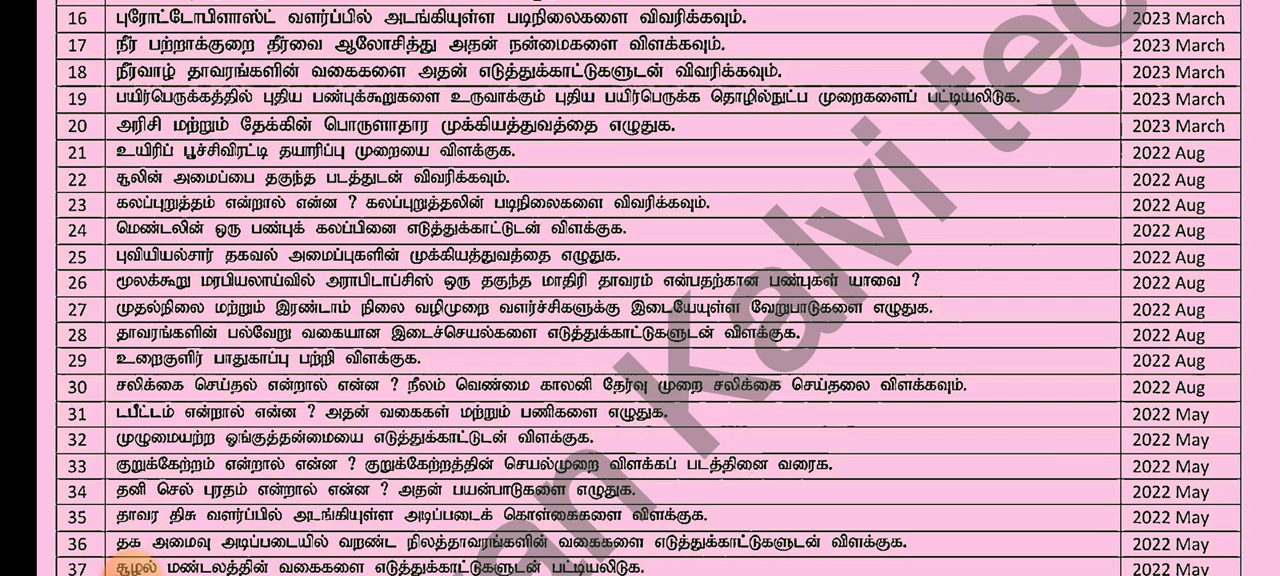 16 புரோட்டோபிளாஸ்ட் வளர்ப்பில் அடங்கியுள்ள படிநிலைகளை விவரிக்கவும். 2023 March
17 நீர் பற்றாக்குறை தீர்வை ஆலோசித்து அதன் நன்மைகளை விளக்கவும். 2023 March
18 நீர்வாழ் தாவரங்களின் வகைகளை அதன் எடுத்துக்காட்டுகளுடன் விவரிக்கவும். 2023 March
19 பயிர்பெருக்கத்தில் புதிய பண்புக்கூறுகளை உருவாக்கும் புதிய பயிர்பெருக்க தொழில்நுட்ப முறைகளைப் பட்டியலிடுக. 2023 March
20 அரிசி மற்றும் தேக்கின் பொருளாதார முக்கியத்துவத்தை எழுதுக. 2023 March
21 உயிரிப் பூச்சிவிரட்டி தயாரிப்பு முறையை விளக்குக. 2022 Aug
22 சூலின் அமைப்பை தகுந்த படத்துடன் விவரிக்கவும். 2022 Aug
23 கலப்புறுத்தம் என்றால் என்ன ? கலப்புறுத்தலின் படிநிலைகளை விவரிக்கவும். 2022 Aug
24 மெண்டலின் ஒரு பண்புக் கலப்பினை எடுத்துக்காட்டுடன் விளக்குக. 2022 Aug
25 புவியியல்சார் தகவல் அமைப்புகளின் முக்கியத்துவத்தை எழுதுக. 2022 Aug
26 மூலக்கூறு மரபியலாய்வில் அராபிடாப்சிஸ் ஒரு தகுந்த மாதிரி தாவரம் என்பதற்கான பண்புகள் யாவை ? 2022 Aug
27 முதல்நிலை மற்றும் இரண்டாம் நிலை வழிமுறை வளர்ச்சிகளுக்கு இடையேயுள்ள வேறுபாடுகளை எழுதுக. 2022 Aug
28 தாவரங்களின் பல்வேறு வகையான இடைச்செயல்களை எடுத்துக்காட்டுகளுடன் விளக்குக. 2022 Aug
29 உறைகுளிர் பாதுகாப்பு பற்றி விளக்குக. 2022 Aug
30 சலிக்கை செய்தல் என்றால் என்ன ? நீலம் வெண்மை காலனி தேர்வு முறை சலிக்கை செய்தலை விளக்கவும். 2022 Aug
31 டபீட்டம் என்றால் என்ன ? அதன் வகைகள் மற்றும் பணிகளை எழுதுக. 2022 May
32 முழுமையற்ற ஓங்குத்தன்மையை எடுத்துக்காட்டுடன் விளக்குக. 2022 May
33 குறுக்கேற்றம் என்றால் என்ன ? குறுக்கேற்றத்தின் செயல்முறை விளக்கப் படத்தினை வரைக. 2022 May
34 தனி செல் புரதம் என்றால் என்ன ? அதன் பயன்பாடுகளை எழுதுக. 2022 May
35 தாவர திசு வளர்ப்பில் அடங்கியுள்ள அடிப்படைக் கொள்கைகளை விளக்குக. 2022 May
36 தக அமைவு அடிப்படையில் வறண்ட நிலத்தாவரங்களின் வகைகளை எடுத்துக்காட்டுகளுடன் விளக்குக. 2022 May
37 சூழல் மண்டலத்தின் வகைகளை எடுத்துக்காட்டுகளுடன் பட்டியலிடுக. 2022 May
Kalvi